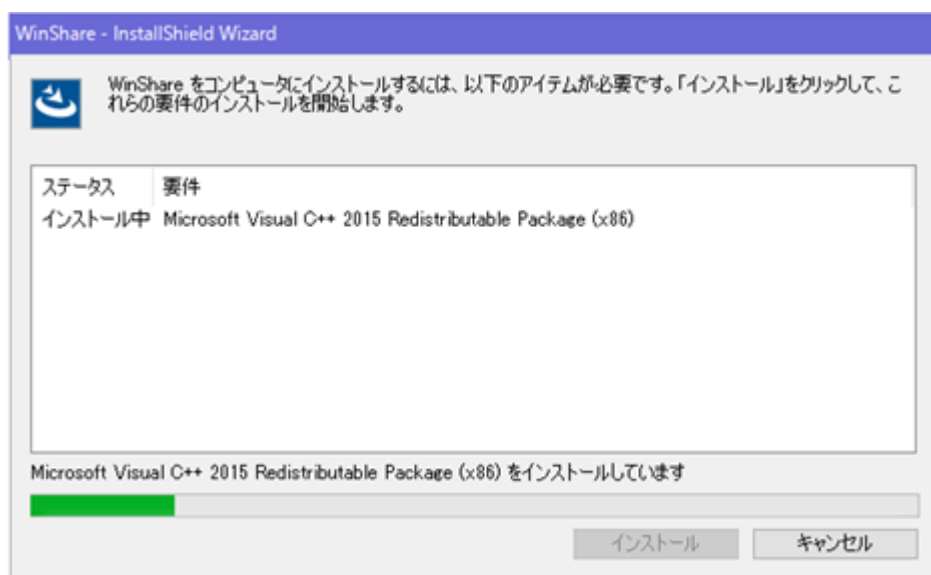 WinShare - InstallShield Wizard
WinShare をコンピュータにインストールするには、以下のアイテムが必要です。「インストール」をクリックして、こ
れらの要件のインストールを開始します。
ステータス 要件
インストール中 Microsoft Visual C++ 2015 Redistributable Package (x86)
Microsoft Visual C++ 2015 Redistributable Package (x86) をインストールしています
インストール キャンセル